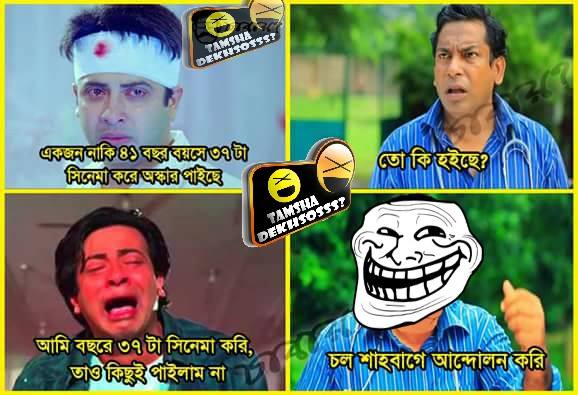 TAMSHA
DEKHSOSSS?
একজন নাকি ৪১ বছর বয়সে ৩৭ টা
সিনেমা করে অস্কার পাইছে
তো কি হইছে?
TAMSHA
DEKHSOSSS?
আমি বছরে ৩৭ টা সিনেমা করি,
তাও কিছুই পাইলাম না
চল শাহবাগে আন্দোলন করি